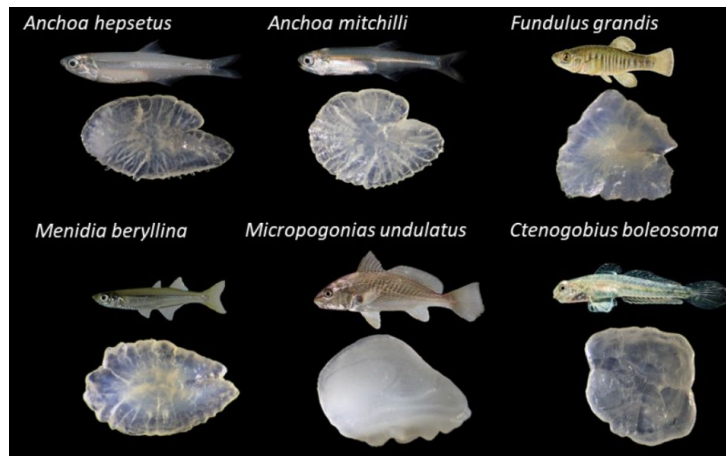 Anchoa hepsetus
Anchoa mitchilli
Fundulus grandis
Menidia beryllina
Micropogonias undulatus
Ctenogobius boleosoma